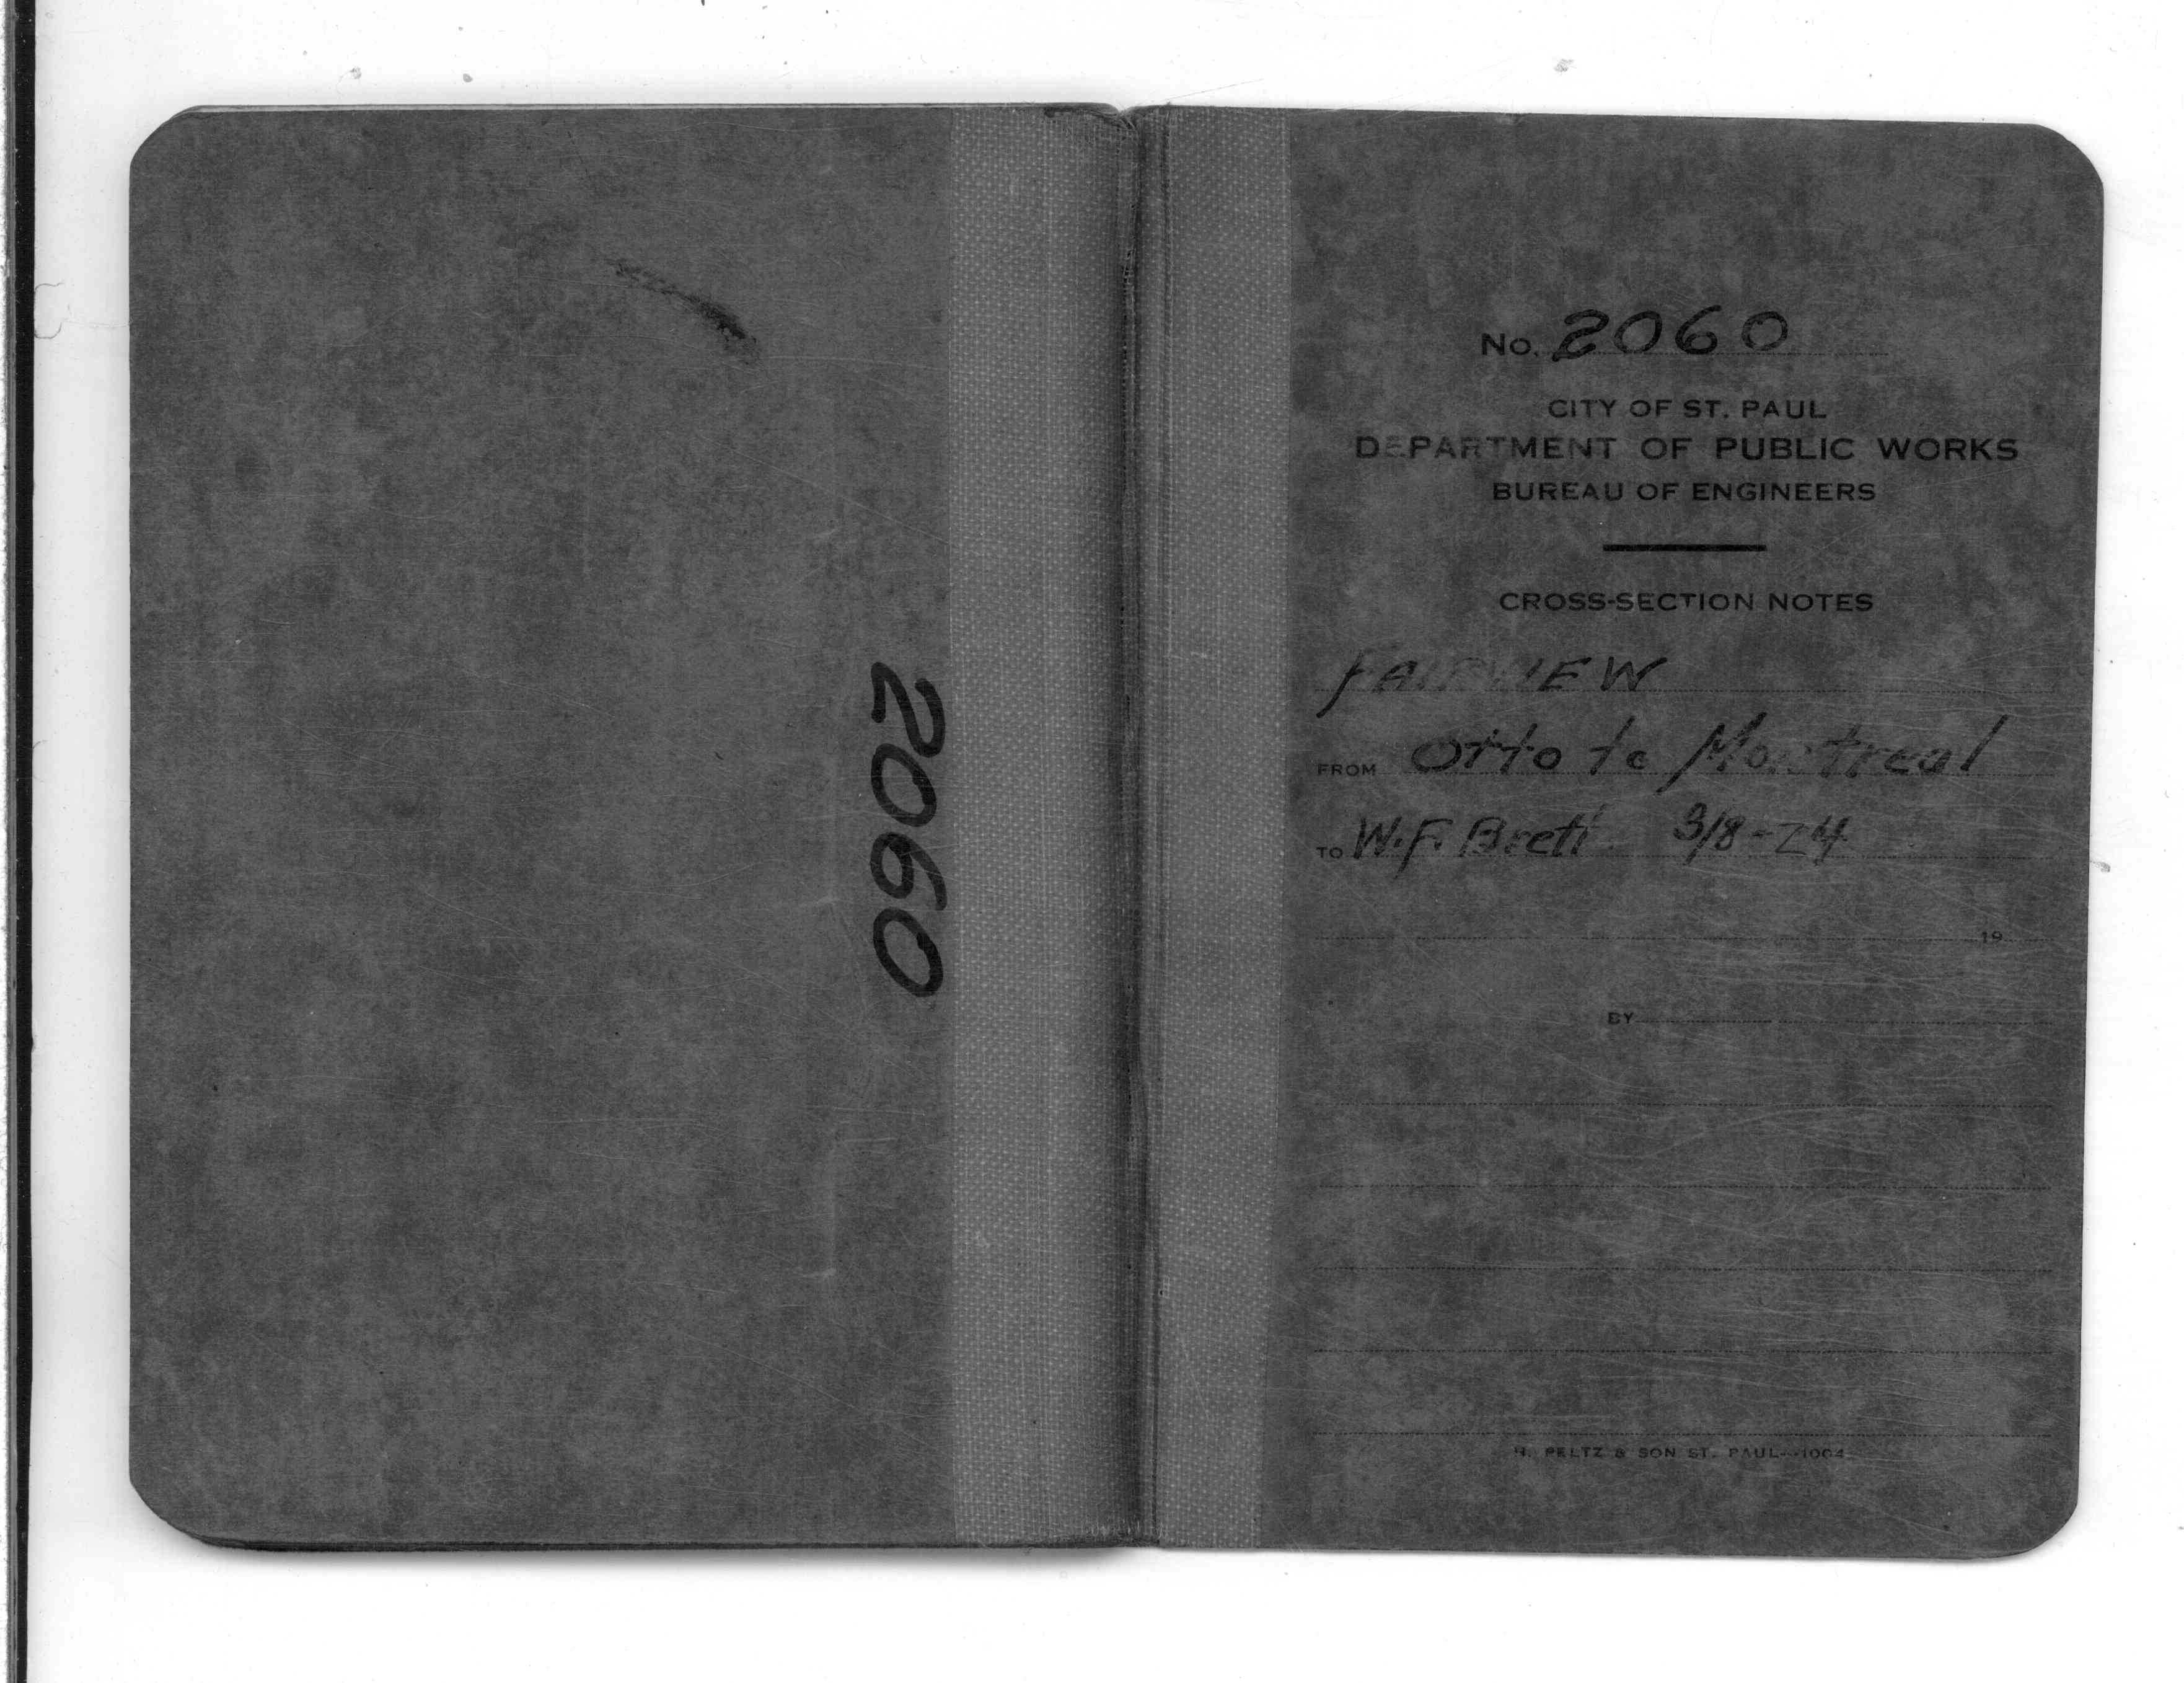 2060
No. 2060
CITY OF ST. PAUL
DEPARTMENT OF PUBLIC WORKS
BUREAU OF ENGINEERS
CROSS-SECTION NOTES
FAIRVIEW
FROM Otto to Montreal
TO W.F. Brett 3/8-24
19
BY
H. PELTZ & SON ST. PAUL--1004